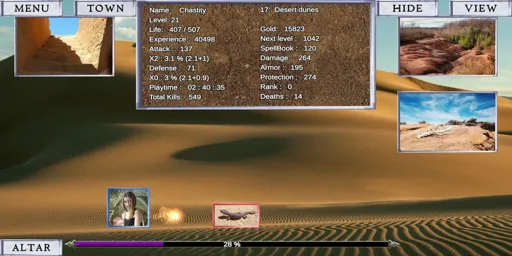 MENU
TOWN
HIDE
VIEW
Name. Chastity
Level: 21
Life: 407 / 507
Experience: 40498
Attack : 137
X2: 3.1 % (2.1+1)
Defense : 71
X0 : 3 % (2.1+0.9)
Playtime : 02 : 40 : 35
Total Kills: 549
17: Desert dunes
Gold: 15823
Next level : 1042
SpellBook : 120
Damage : 264
Armor : 195
Protection : 274
Rank : 0
Deaths : 14
ALTAR
28 %